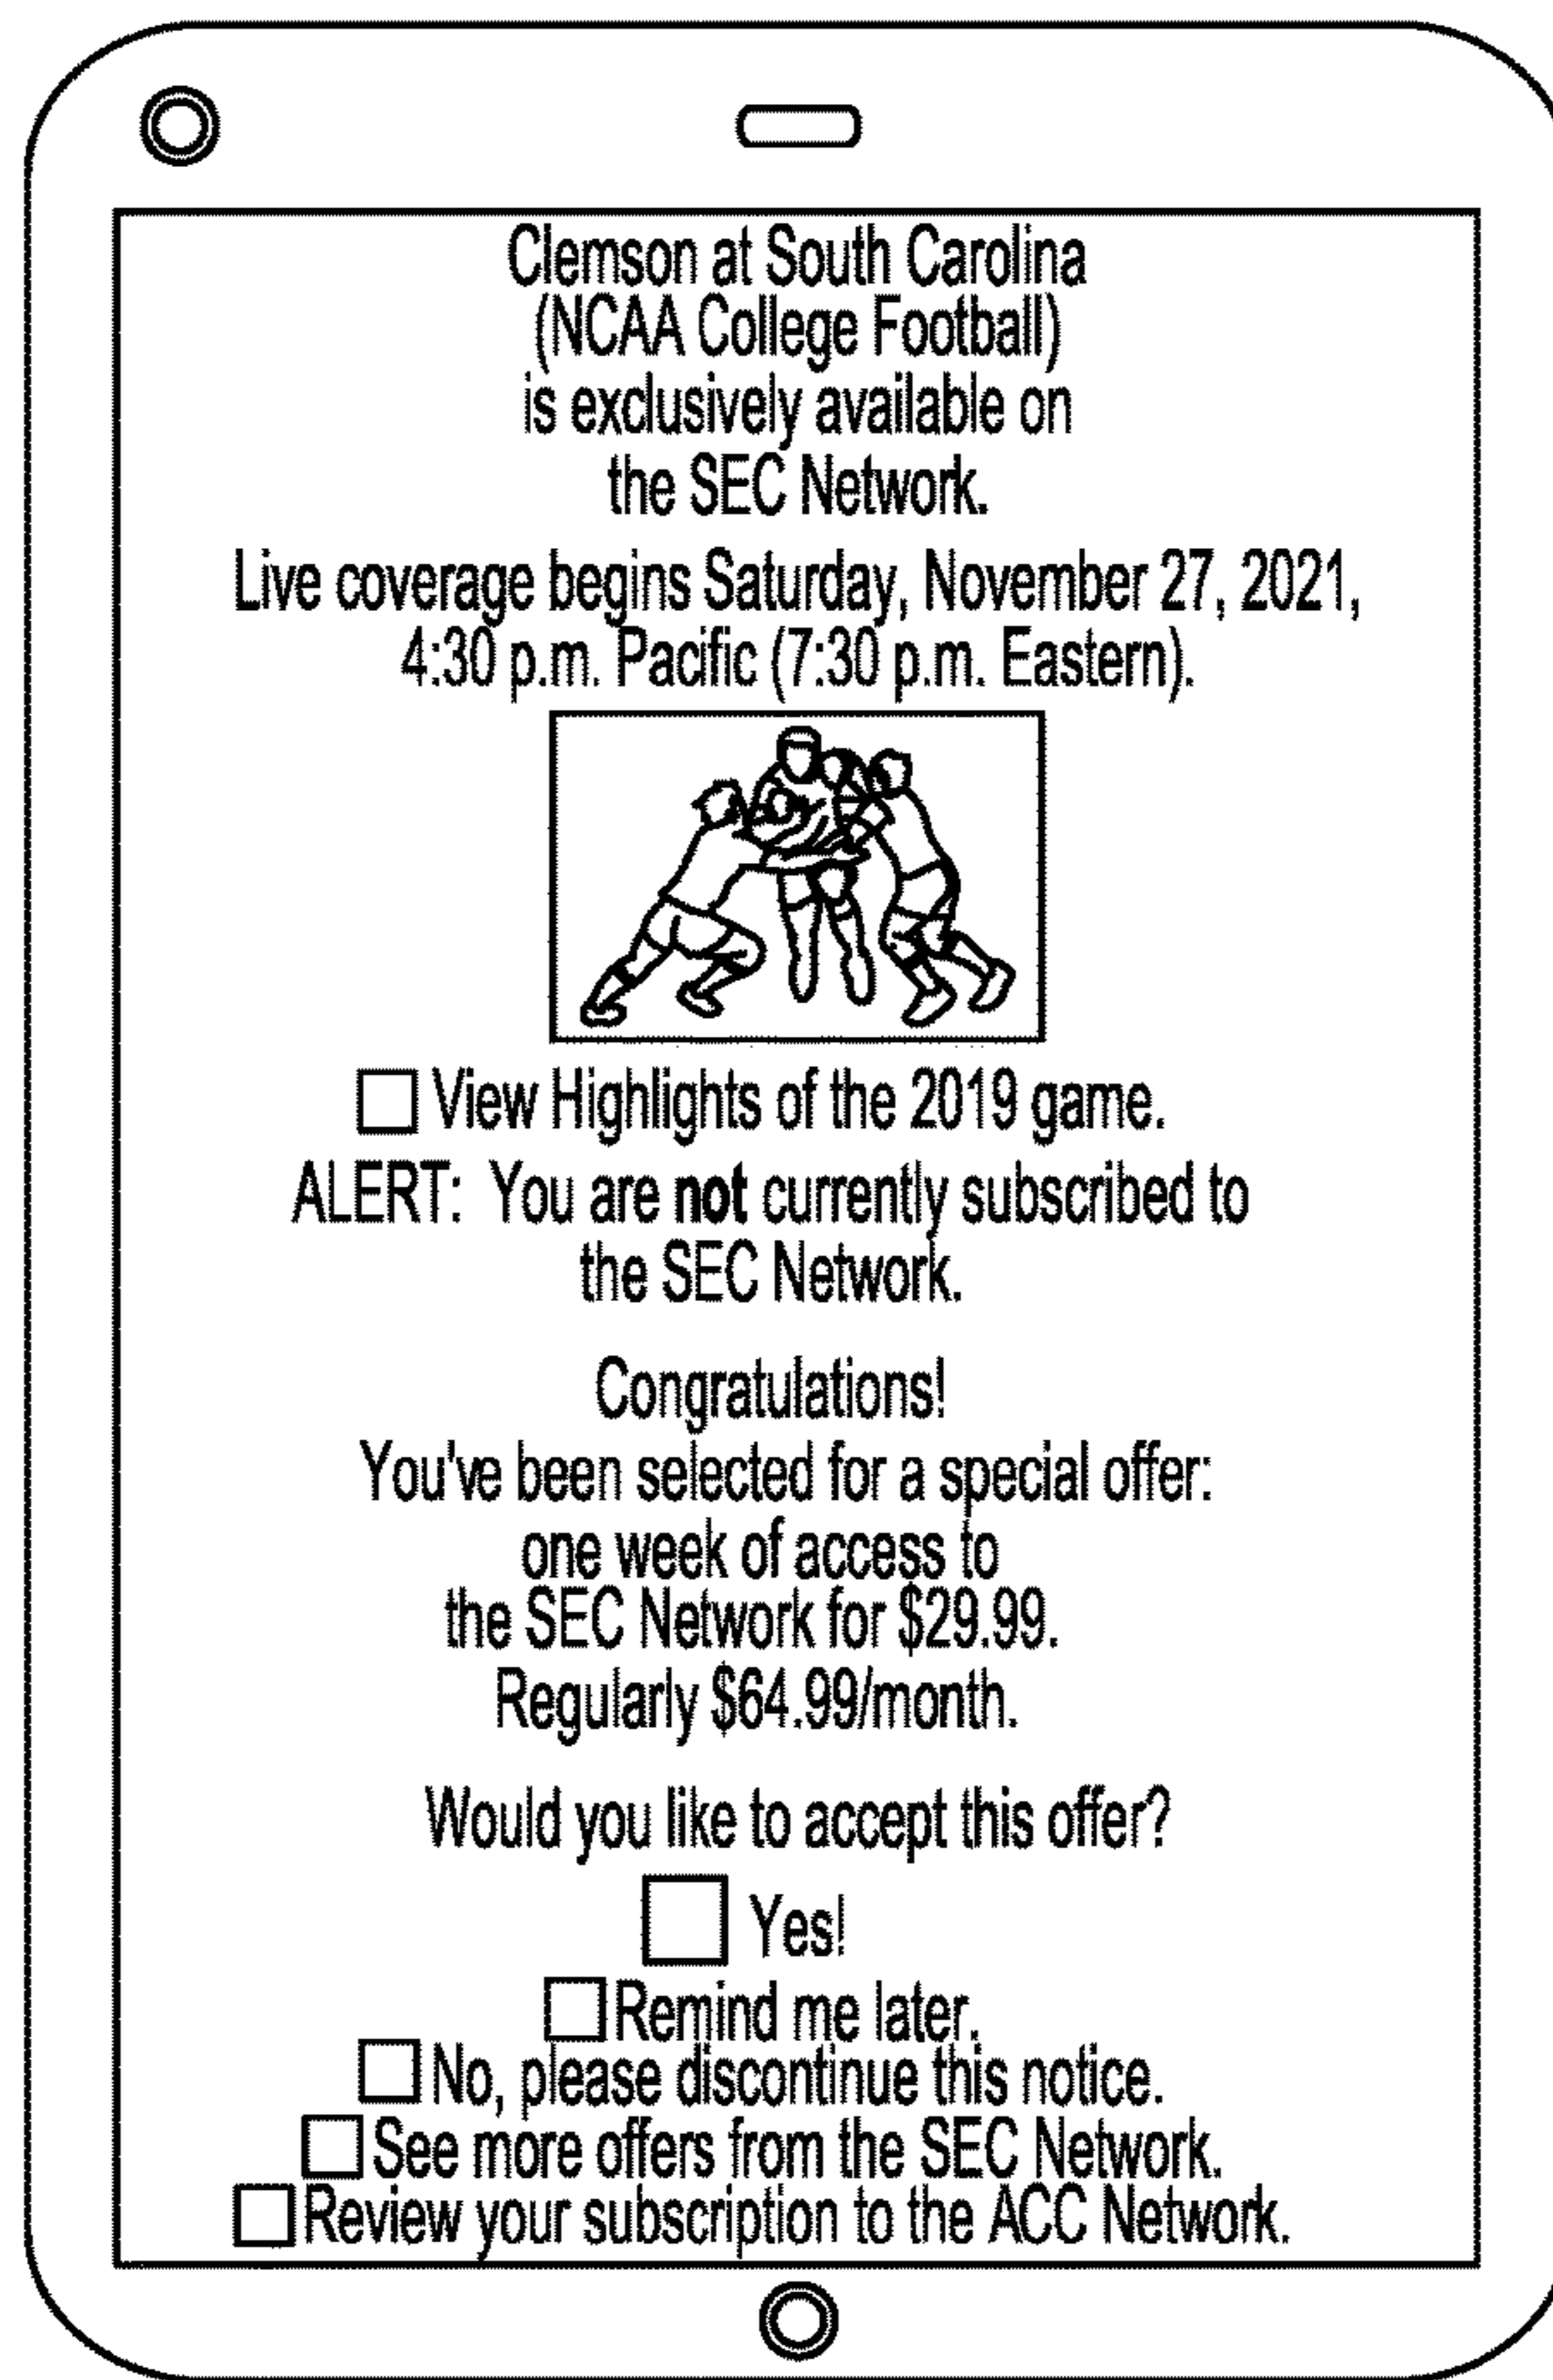 Clemson at South Carolina
(NCAA College Football)
is exclusively available on
the SEC Network.
Live coverage begins Saturday, November 27, 2021,
4:30 p.m. Pacific (7:30 p.m. Eastern).
View Highlights of the 2019 game.
ALERT: You are not currently subscribed to
the SEC Network.
Congratulations!
You've been selected for a special offer:
one week of access to
the SEC Network for $29.99.
Regularly $64.99/month.
Would you like to accept this offer?
Yes!
Remind me later.
No, please discontinue this notice.
See more offers from the SEC Network.
Review your subscription to the ACC Network.